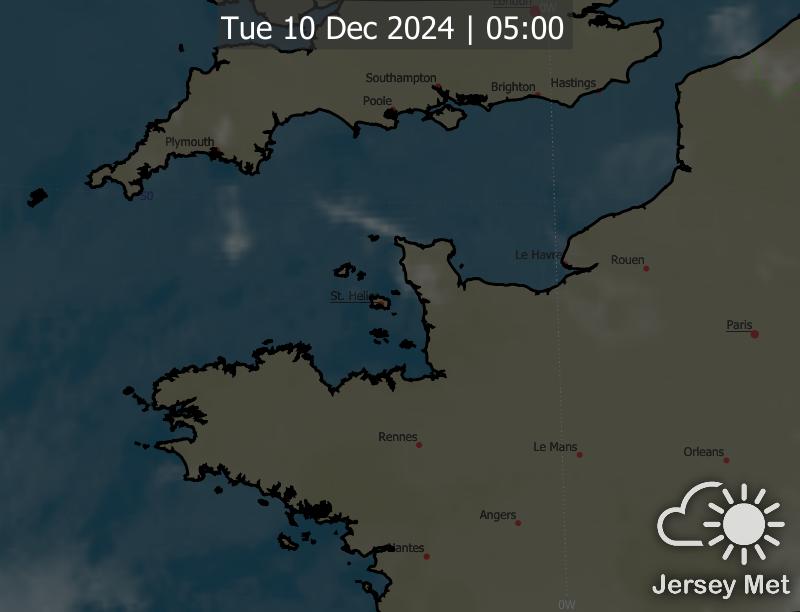 London
0W
Tue 10 Dec 2024 | 05:00
Southampton
Brighton
Hastings
Poole
Plymouth
50
Le Havre
Rouen
St. Helier
Paris
Rennes
Le Mans
Orleans
Angers
Nantes
Jersey Met
0W